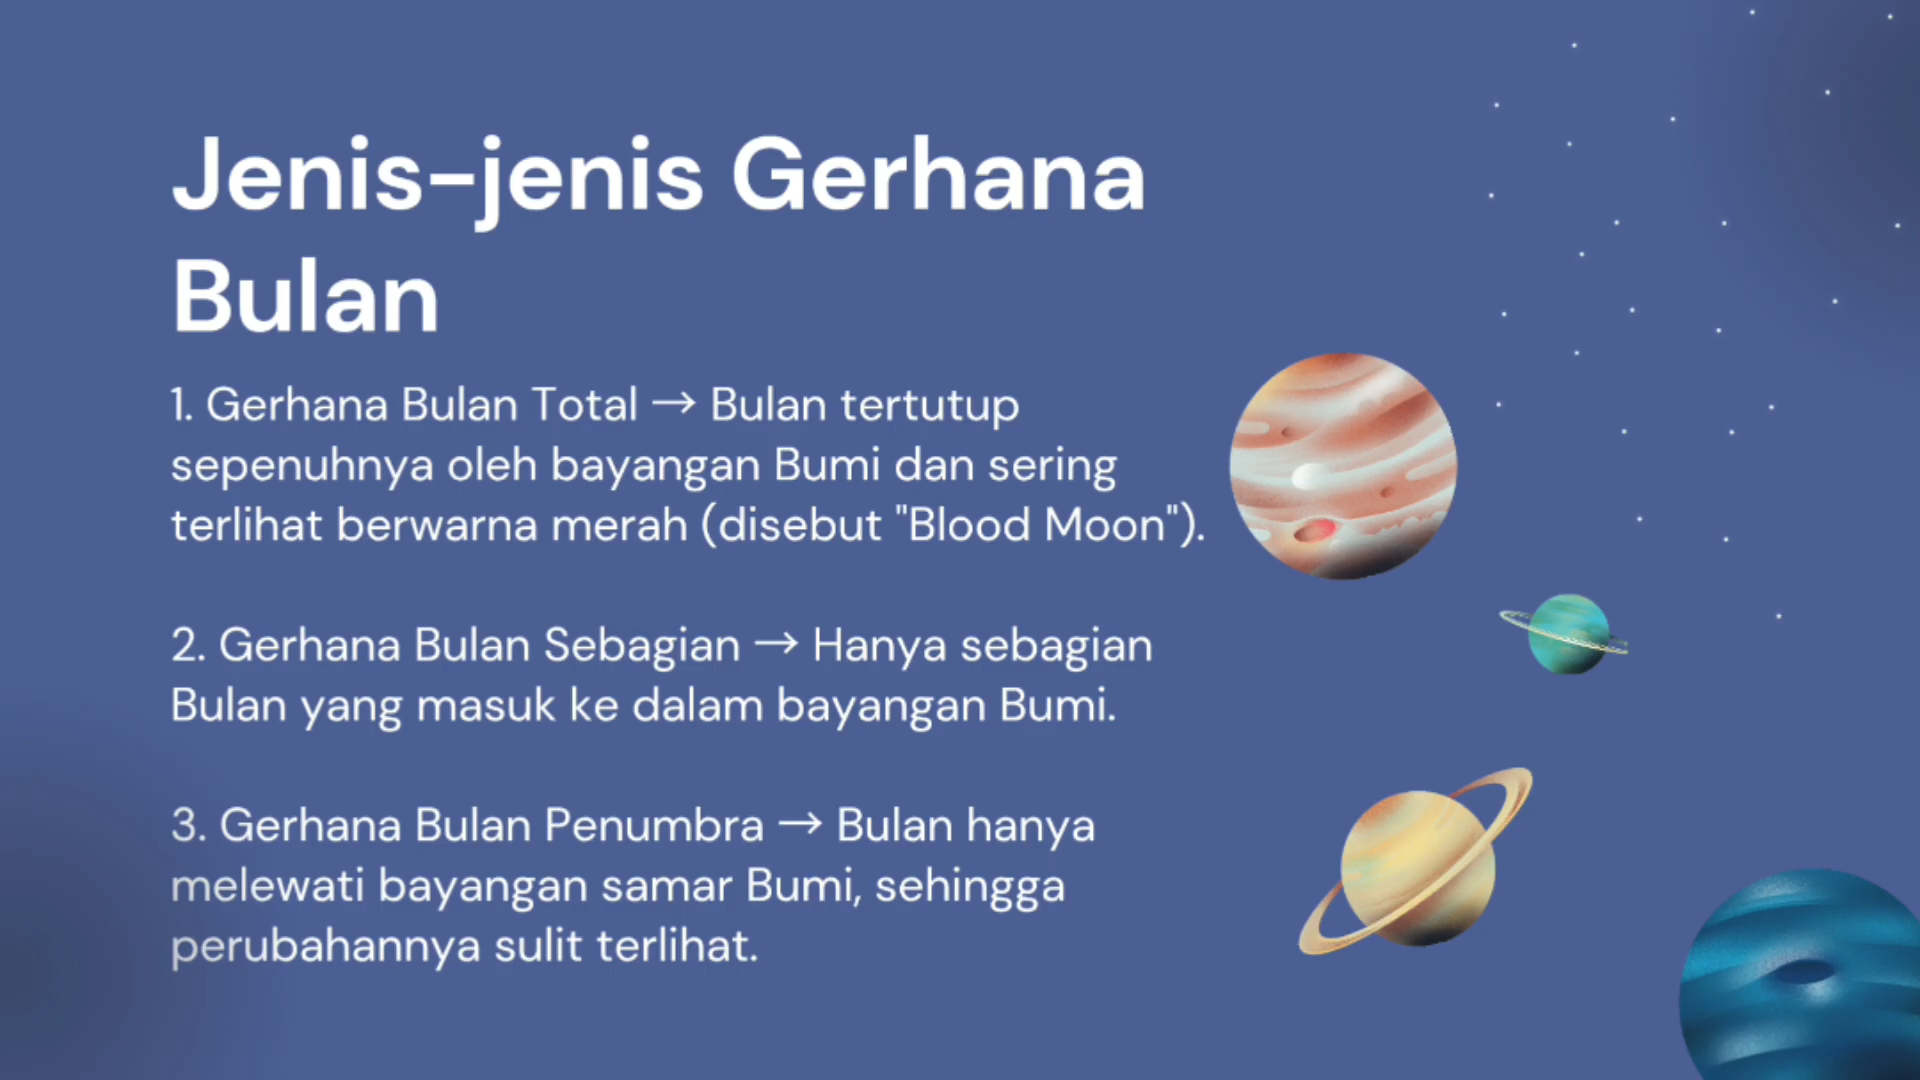 Jenis-jenis Gerhana
Bulan
1. Gerhana Bulan Total → Bulan tertutup
sepenuhnya oleh bayangan Bumi dan sering
terlihat berwarna merah (disebut "Blood Moon").
2. Gerhana Bulan Sebagian → Hanya sebagian
Bulan yang masuk ke dalam bayangan Bumi.
3. Gerhana Bulan Penumbra → Bulan hanya
melewati bayangan samar Bumi, sehingga
perubahannya sulit terlihat.